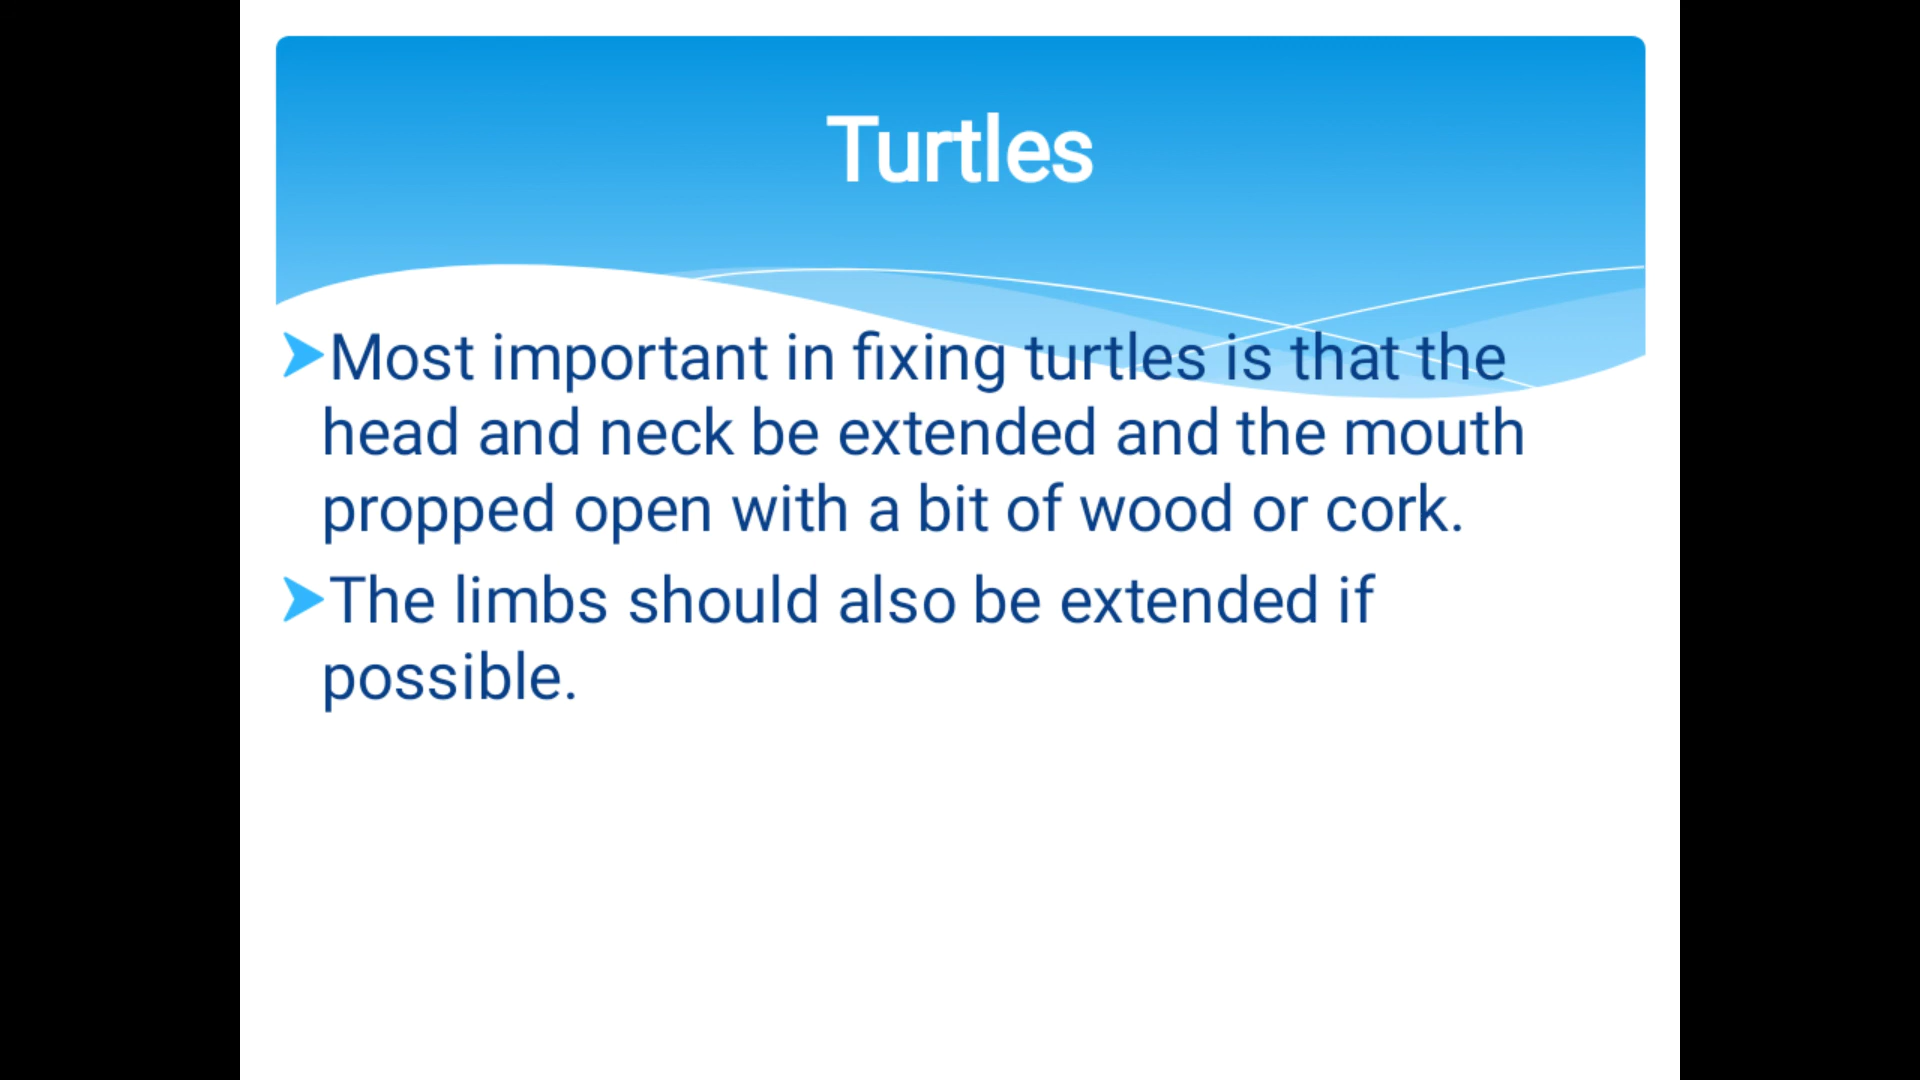 Turtles
➤Most important in fixing turtles is that the
head and neck be extended and the mouth
propped open with a bit of wood or cork.
➤The limbs should also be extended if
possible.